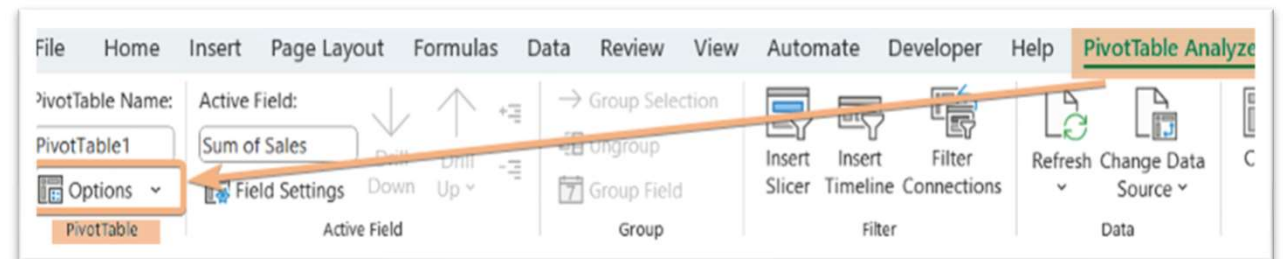 File Home Insert Page Layout Formulas Data Review View Automate Developer Help PivotTable Analyze
PivotTable Name:
PivotTable1
Options
PivotTable
Active Field:
Sum of Sales
Field Settings
Drill Down
Drill Up
Active Field
Group Selection
Ungroup
7 Group Field
Group
Insert Slicer
Insert Timeline
Filter Connections
Filter
Refresh
Change Data Source
Data
C